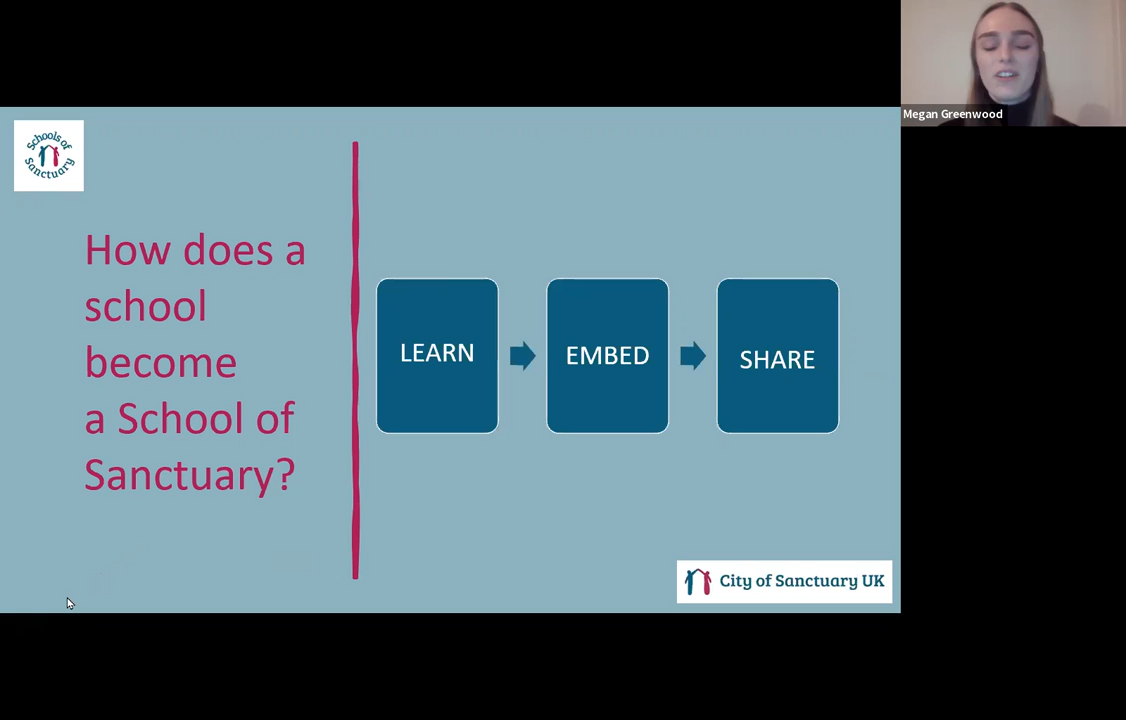 Megan Greenwood
Schools of
Sanctuary
How does a
school
become
a School of
Sanctuary?
LEARN
EMBED
SHARE
City of Sanctuary UK